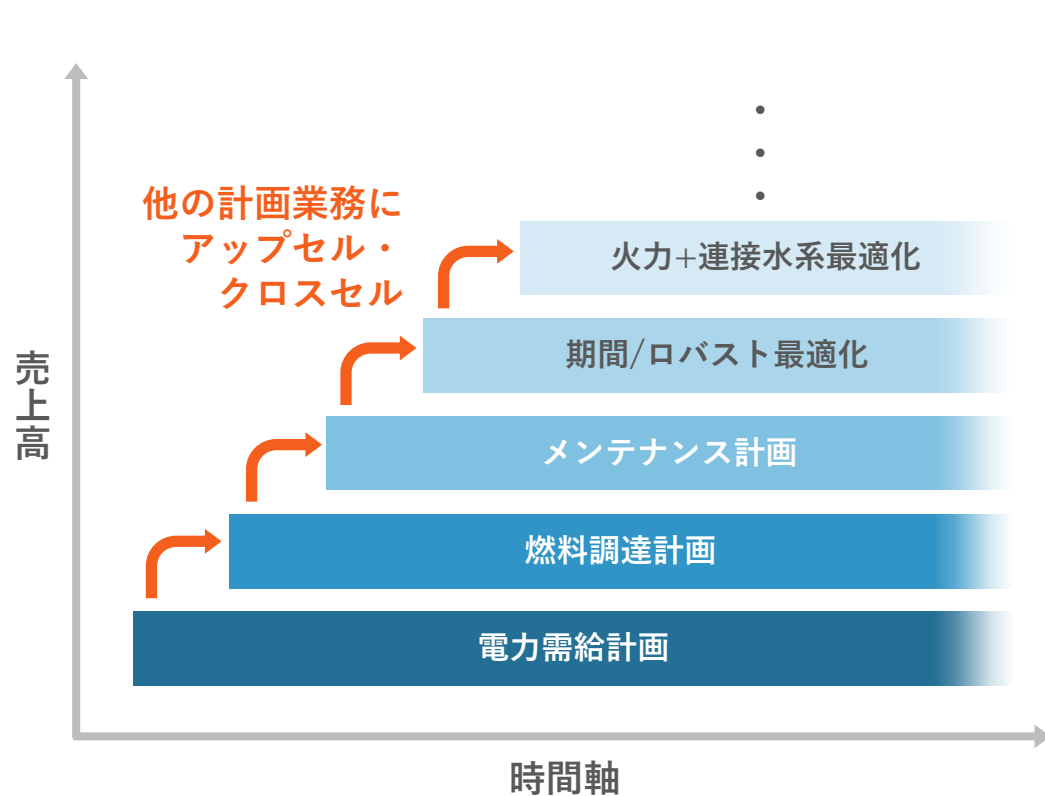 他の計画業務に
アップセル・
クロスセル
火力+連接水系最適化
期間/ロバスト最適化
メンテナンス計画
燃料調達計画
電力需給計画
売上高
時間軸